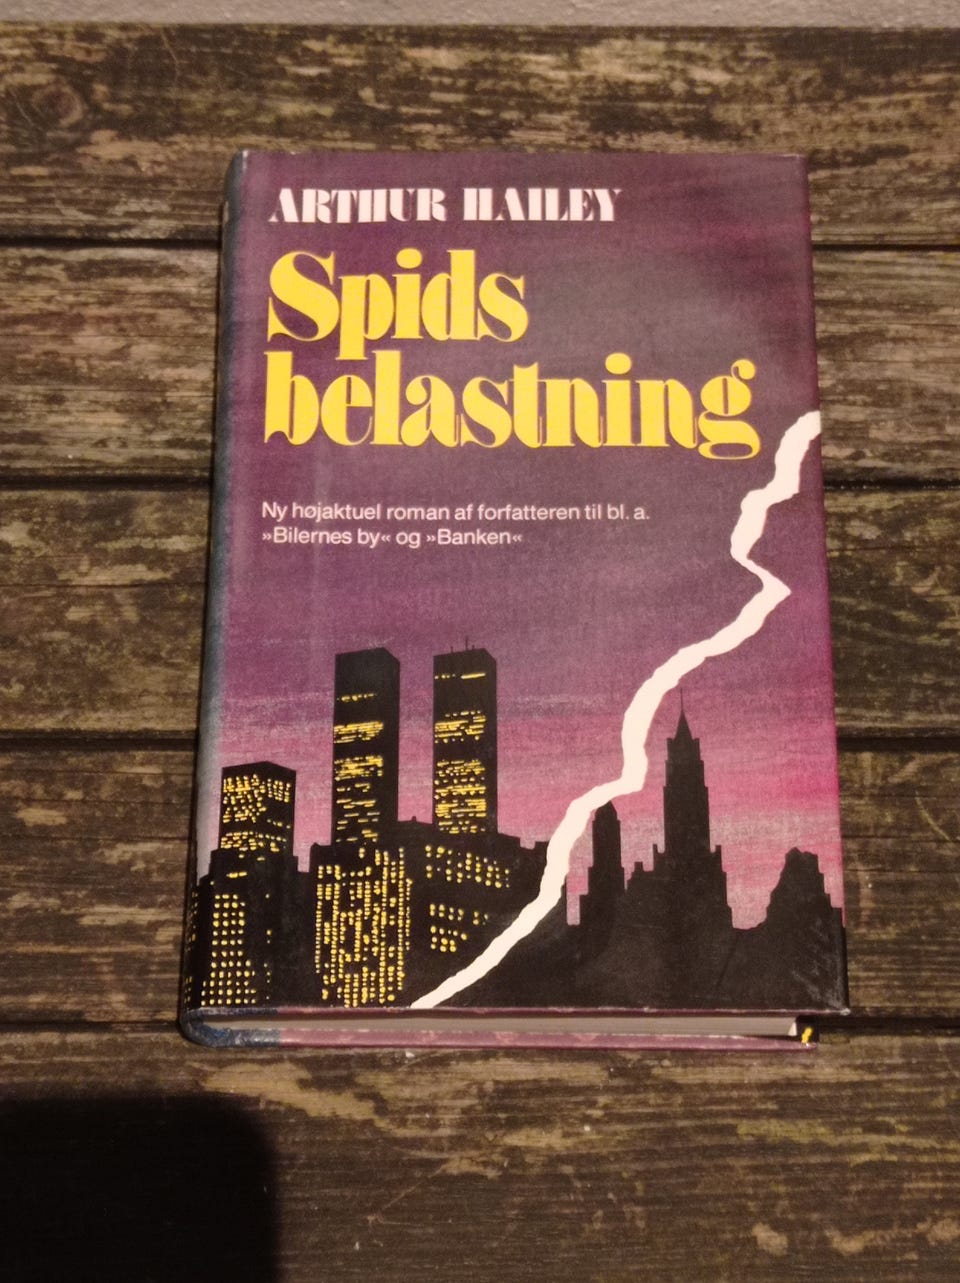 ARTHUR HAILEY
Spids
belastning
Ny højaktuel roman af forfatteren til bl. a.
»Bilernes by« og »Banken«